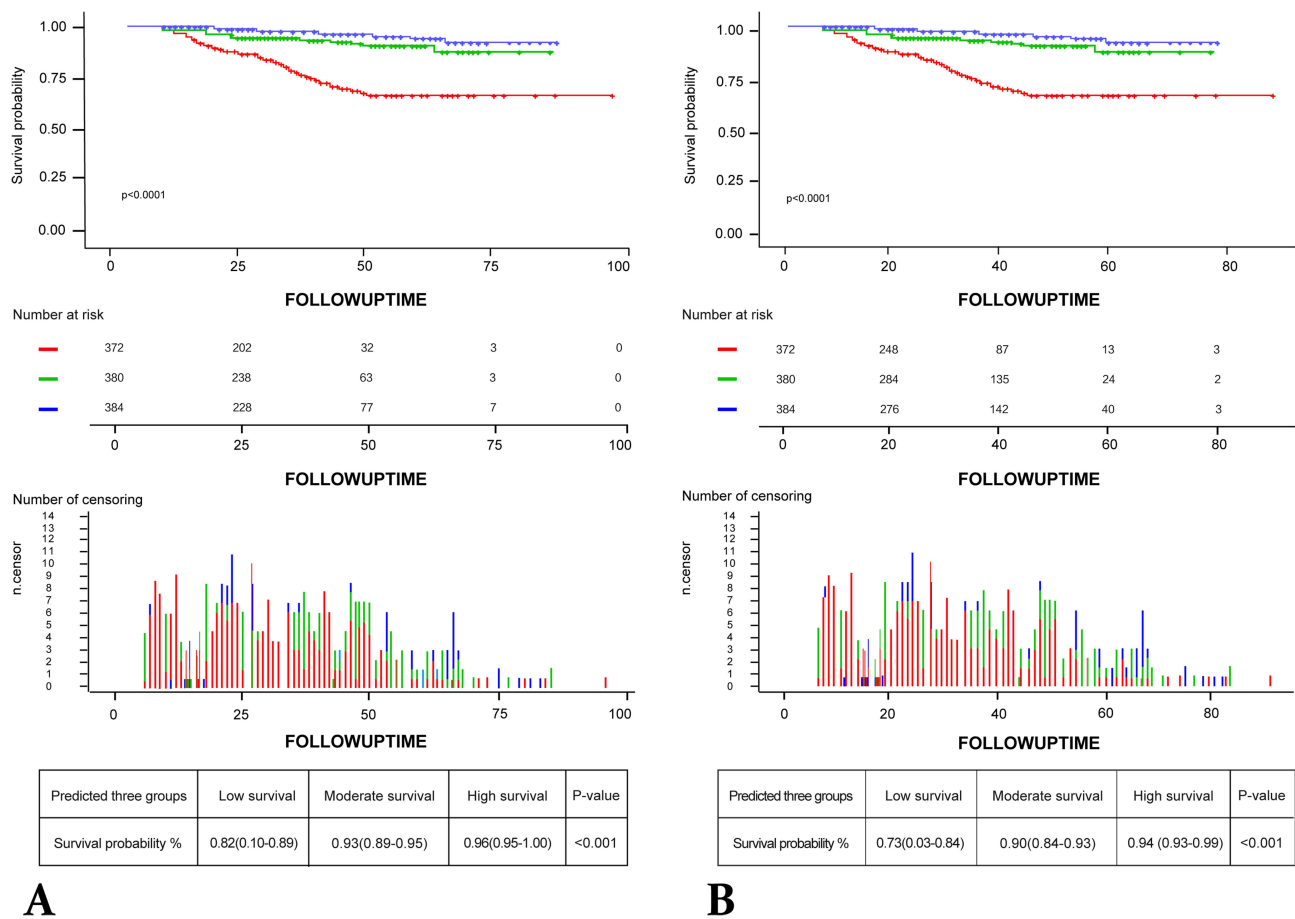 1.00
0.75
0.50
0.25
0.00
Survival probability
p<0.0001
0 25 50 75 100
FOLLOWUPTIME
Number at risk
372 202 32 3 0
380 238 63 3 0
384 228 77 7 0
0 25 50 75 100
FOLLOWUPTIME
Number of censoring
14
13
12
11
10
9
8
7
6
5
4
3
2
1
0
n.censor
0 25 50 75 100
FOLLOWUPTIME
Predicted three groups Low survival Moderate survival High survival P-value
Survival probability % 0.82(0.10-0.89) 0.93(0.89-0.95) 0.96(0.95-1.00) <0.001
A
1.00
0.75
0.50
0.25
0.00
Survival probability
p<0.0001
0 20 40 60 80
FOLLOWUPTIME
Number at risk
372 248 87 13 3
380 284 135 24 2
384 276 142 40 3
0 20 40 60 80
FOLLOWUPTIME
Number of censoring
14
13
12
11
10
9
8
7
6
5
4
3
2
1
0
n.censor
0 20 40 60 80
FOLLOWUPTIME
Predicted three groups Low survival Moderate survival High survival P-value
Survival probability % 0.73(0.03-0.84) 0.90(0.84-0.93) 0.94 (0.93-0.99) <0.001
B